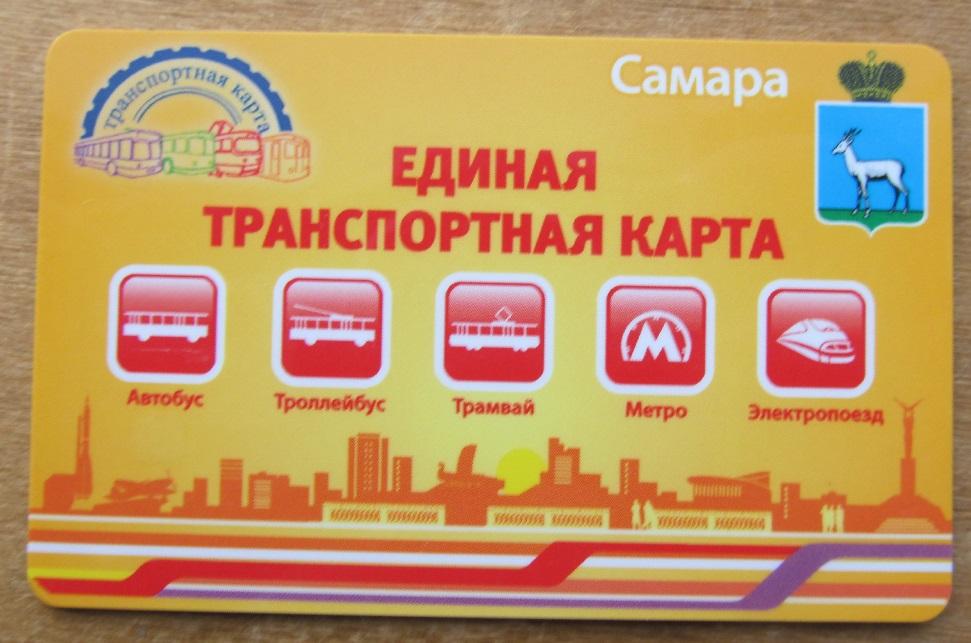 транспортная карта
Самара
ЕДИНАЯ
ТРАНСПОРТНАЯ КАРТА
М
Автобус
Троллейбус
Трамвай
Метро
Электропоезд